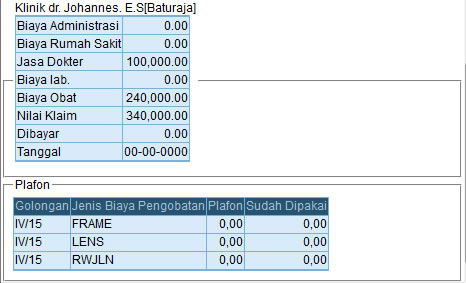 Klinik dr. Johannes. E.S[Baturaja]
Biaya Administrasi 0.00
Biaya Rumah Sakit 0.00
Jasa Dokter 100,000.00
Biaya lab. 0.00
Biaya Obat 240,000.00
Nilai Klaim 340,000.00
Dibayar 0.00
Tanggal 00-00-0000
Plafon
Golongan Jenis Biaya Pengobatan Plafon Sudah Dipakai
IV/15 FRAME 0,00 0,00
IV/15 LENS 0,00 0,00
IV/15 RWJLN 0,00 0,00